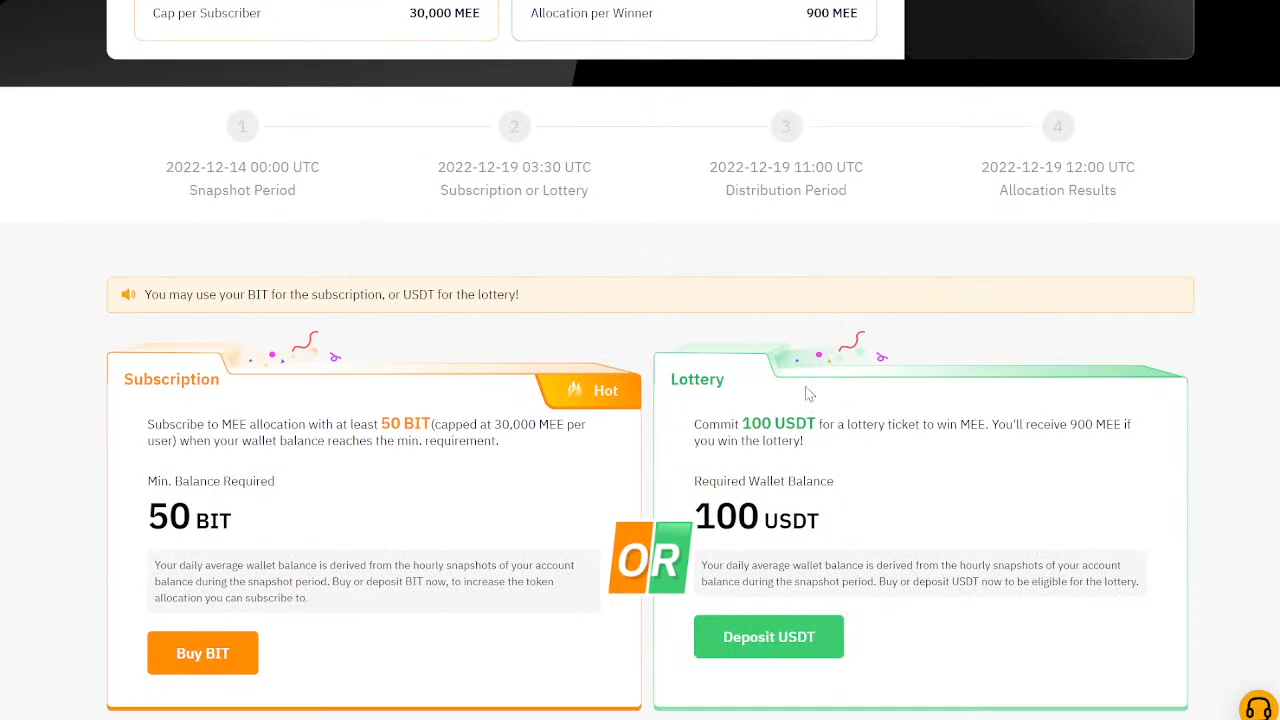 Cap per Subscriber 30,000 MEE
Allocation per Winner 900 MEE
1 2 3 4
2022-12-14 00:00 UTC 2022-12-19 03:30 UTC 2022-12-19 11:00 UTC 2022-12-19 12:00 UTC
Snapshot Period Subscription or Lottery Distribution Period Allocation Results
You may use your BIT for the subscription, or USDT for the lottery!
Subscription
Hot
Subscribe to MEE allocation with at least 50 BIT(capped at 30,000 MEE per
user) when your wallet balance reaches the min. requirement.
Min. Balance Required
50 BIT
Your daily average wallet balance is derived from the hourly snapshots of your account
balance during the snapshot period. Buy or deposit BIT now, to increase the token
allocation you can subscribe to.
Buy BIT
OR
Lottery
Commit 100 USDT for a lottery ticket to win MEE. You'll receive 900 MEE if
you win the lottery!
Required Wallet Balance
100 USDT
Your daily average wallet balance is derived from the hourly snapshots of your account
balance during the snapshot period. Buy or deposit USDT now to be eligible for the lottery.
Deposit USDT